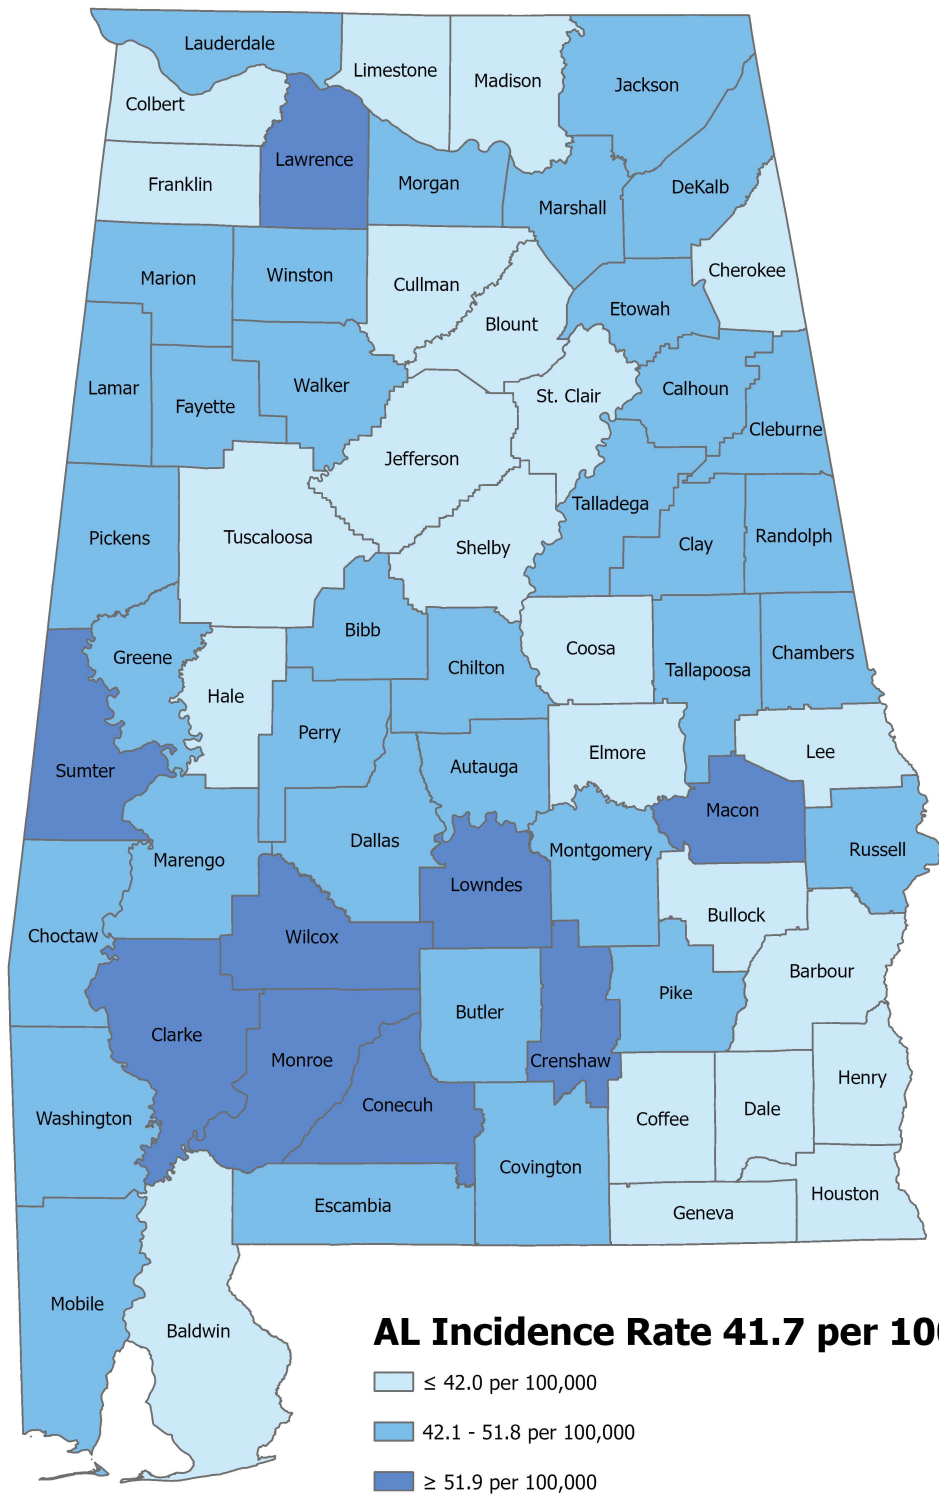 Lauderdale
Limestone
Madison
Jackson
Colbert
Lawrence
Franklin
Morgan
Marshall
DeKalb
Marion
Winston
Cullman
Cherokee
Blount
Etowah
Lamar
Fayette
Walker
St. Clair
Calhoun
Cleburne
Jefferson
Talladega
Pickens
Tuscaloosa
Shelby
Clay
Randolph
Bibb
Greene
Chilton
Coosa
Tallapoosa
Chambers
Hale
Perry
Elmore
Lee
Sumter
Autauga
Macon
Marengo
Dallas
Montgomery
Russell
Lowndes
Bullock
Choctaw
Wilcox
Barbour
Pike
Clarke
Butler
Monroe
Crenshaw
Henry
Conecuh
Washington
Coffee
Dale
Covington
Escambia
Geneva
Houston
Mobile
Baldwin
AL Incidence Rate 41.7 per 10
≤ 42.0 per 100,000
42.1 - 51.8 per 100,000
≥ 51.9 per 100,000